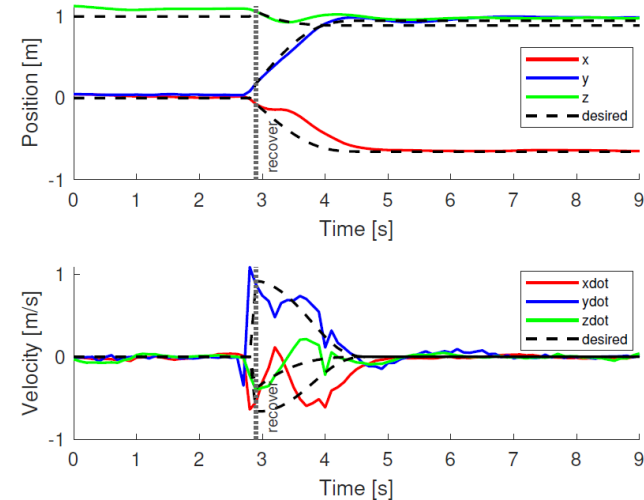 1
0
-1
Position [m]
x
y
z
desired
recover
0 1 2 3 4 5 6 7 8 9
Time [s]
1
0
-1
Velocity [m/s]
xdot
ydot
zdot
desired
recover
0 1 2 3 4 5 6 7 8 9
Time [s]